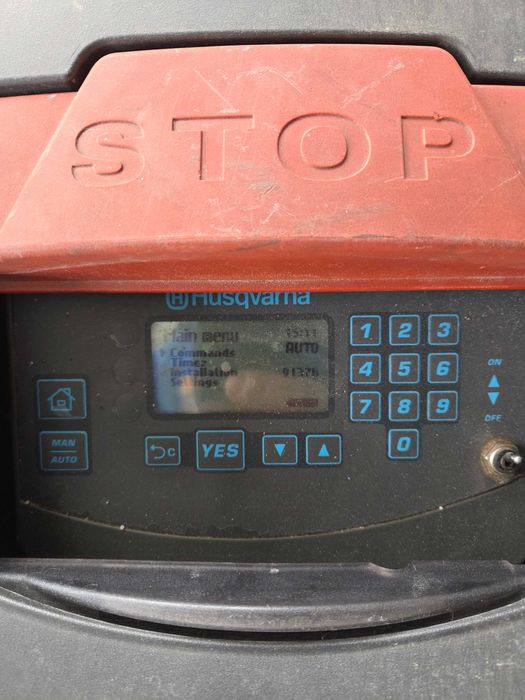 STOP
Husqvarna
Main menu 15:11
Commands AUTO
Timer
Installation
Settings
1 2 3
4 5 6
7 8 9
0
ON
OFF
MAN
AUTO
C
YES